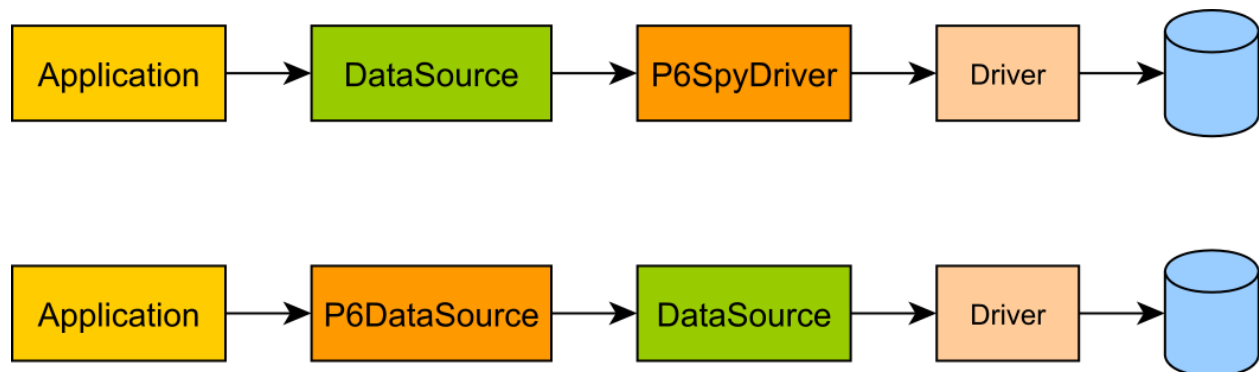 Application
DataSource
P6SpyDriver
Driver
Application
P6DataSource
DataSource
Driver